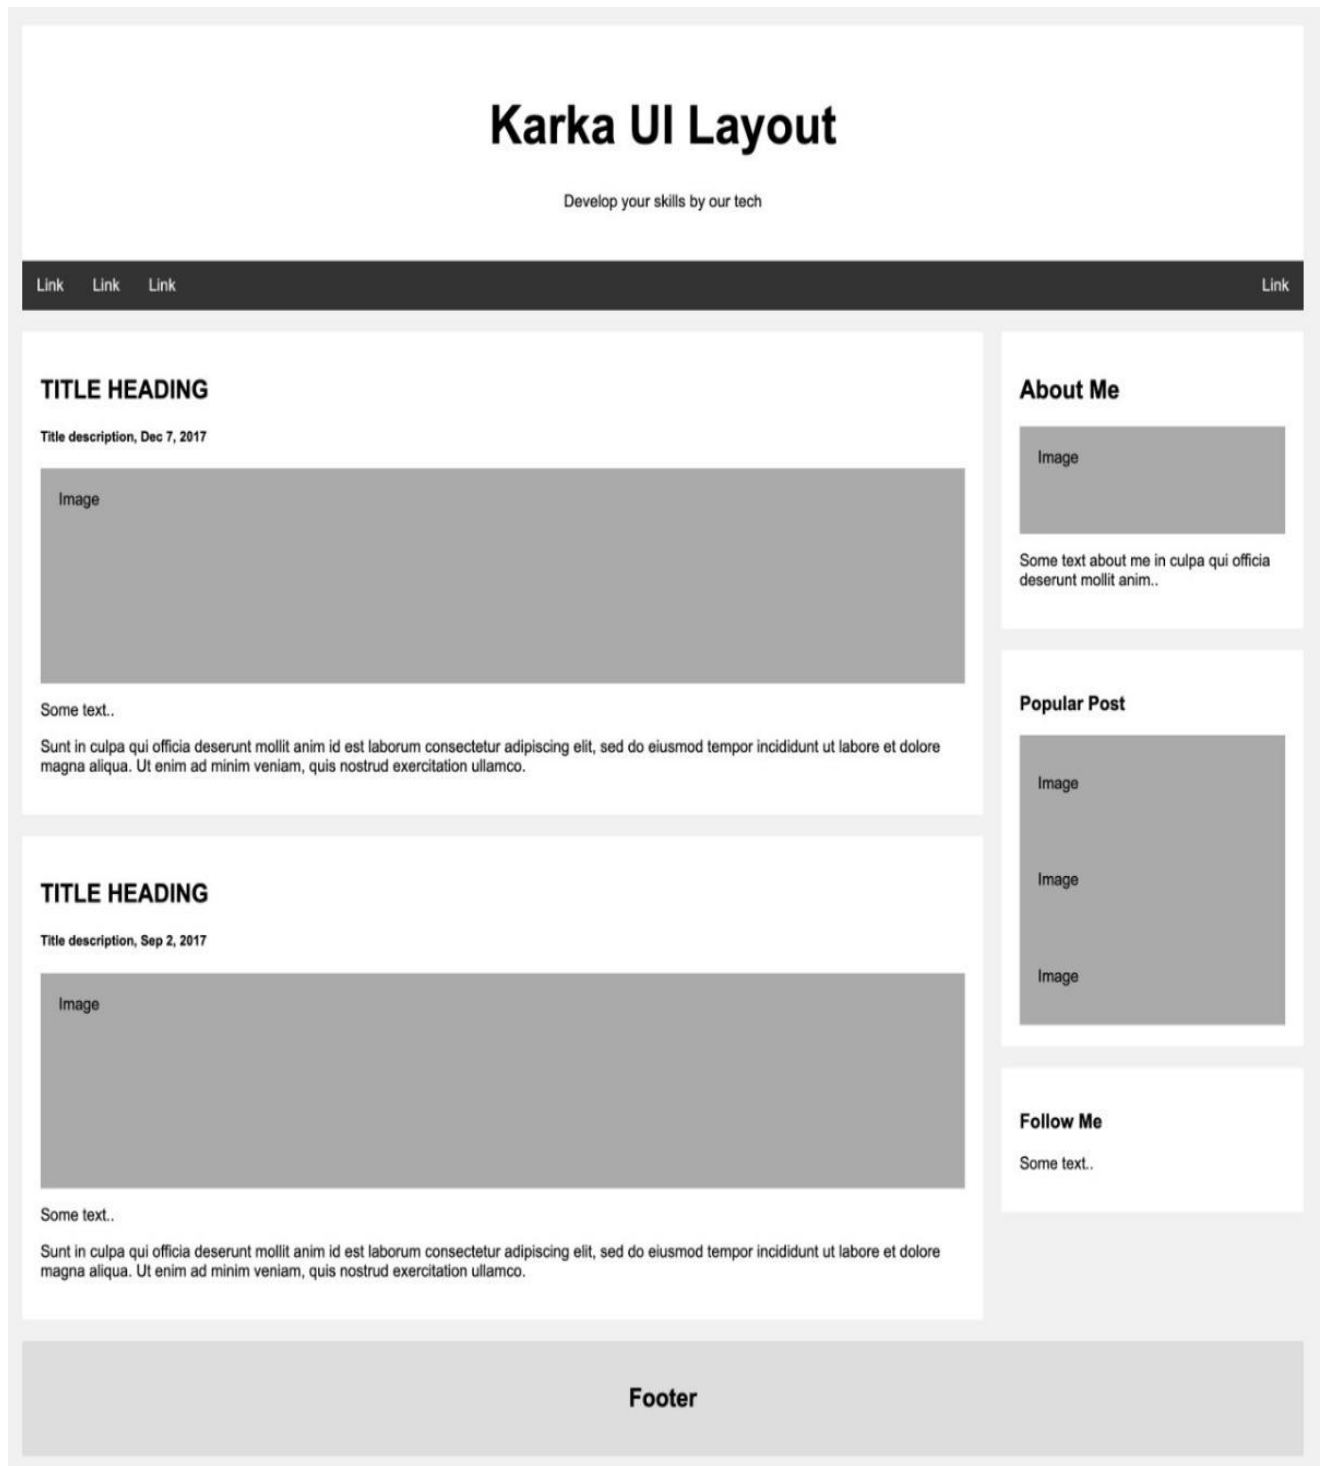 Karka UI Layout
Develop your skills by our tech
Link Link Link Link
TITLE HEADING
Title description, Dec 7, 2017
Image
Some text..
Sunt in culpa qui officia deserunt mollit anim id est laborum consectetur adipiscing elit, sed do eiusmod tempor incididunt ut labore et dolore
magna aliqua. Ut enim ad minim veniam, quis nostrud exercitation ullamco.
TITLE HEADING
Title description, Sep 2, 2017
Image
Some text..
Sunt in culpa qui officia deserunt mollit anim id est laborum consectetur adipiscing elit, sed do eiusmod tempor incididunt ut labore et dolore
magna aliqua. Ut enim ad minim veniam, quis nostrud exercitation ullamco.
About Me
Image
Some text about me in culpa qui officia
deserunt mollit anim..
Popular Post
Image
Image
Image
Follow Me
Some text..
Footer